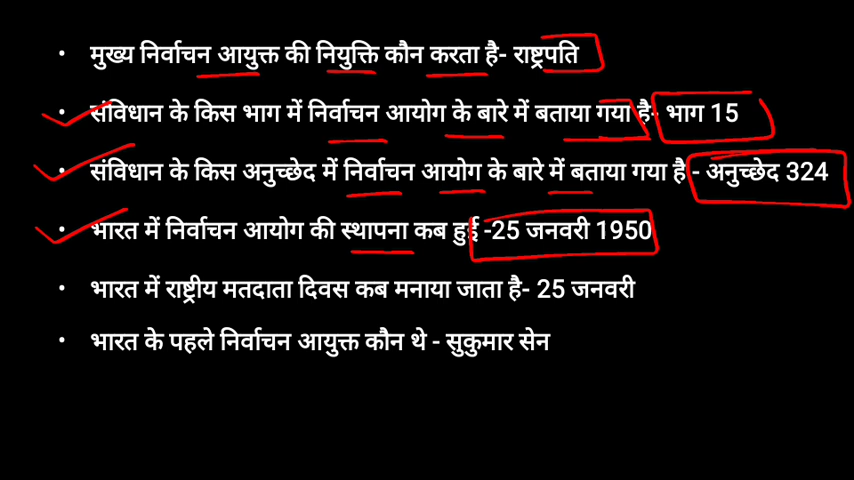 • मुख्य निर्वाचन आयुक्त की नियुक्ति कौन करता है- राष्ट्रपति
• संविधान के किस भाग में निर्वाचन आयोग के बारे में बताया गया है- भाग 15
• संविधान के किस अनुच्छेद में निर्वाचन आयोग के बारे में बताया गया है - अनुच्छेद 324
• भारत में निर्वाचन आयोग की स्थापना कब हुई -25 जनवरी 1950
• भारत में राष्ट्रीय मतदाता दिवस कब मनाया जाता है- 25 जनवरी
• भारत के पहले निर्वाचन आयुक्त कौन थे - सुकुमार सेन